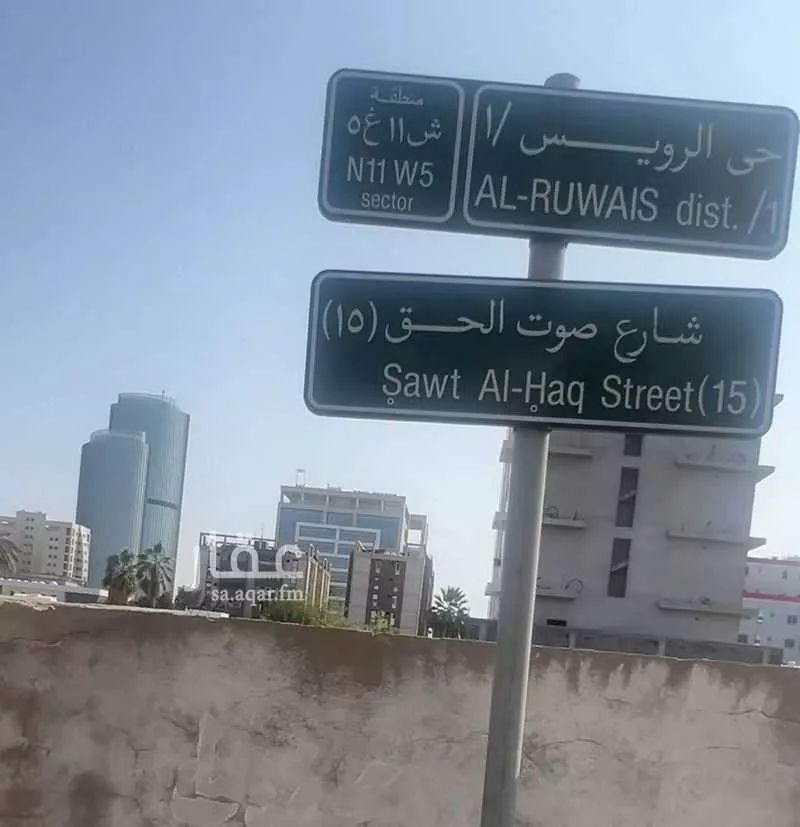 منطقة
ش١١ غ٥
N11 W5
sector
حى الرويس /١
AL-RUWAIS dist. /1
شارع صوت الحق (١٥)
Ṣawt Al-Ḥaq Street(15)
عقار
sa.aqar.fm